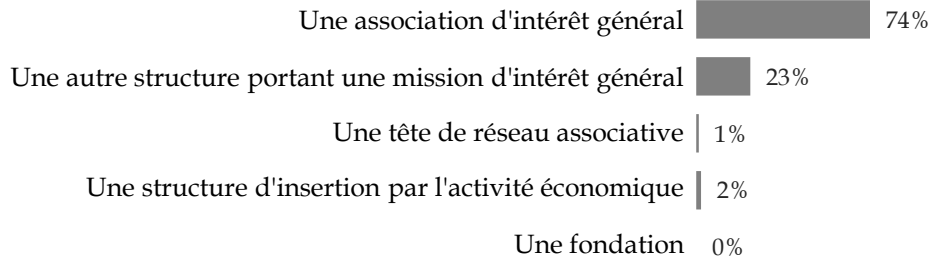 Une association d'intérêt général 74%
Une autre structure portant une mission d'intérêt général 23%
Une tête de réseau associative 1%
Une structure d'insertion par l'activité économique 2%
Une fondation 0%